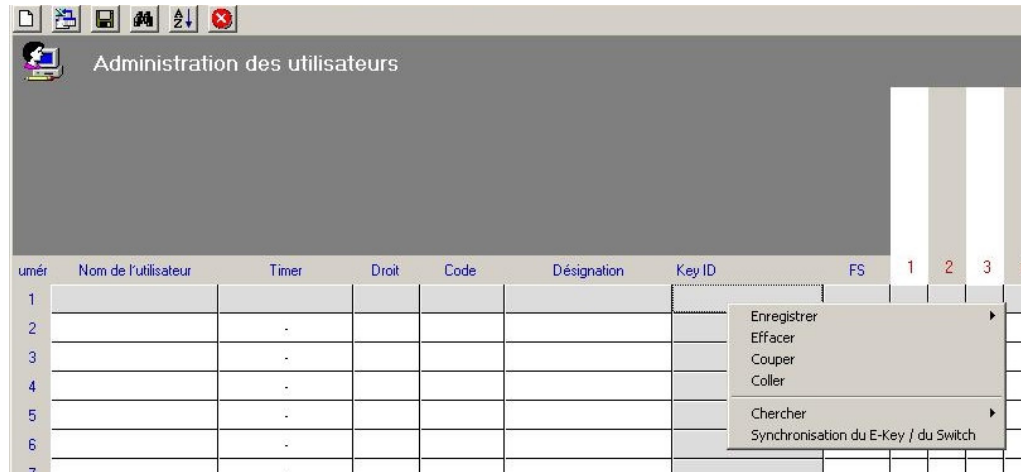 Administration des utilisateurs
umér Nom de l'utilisateur Timer Droit Code Désignation Key ID FS 1 2 3
1
2 -
3 -
4 -
5 -
6 -
Enregistrer
Effacer
Couper
Coller
Chercher
Synchronisation du E-Key / du Switch